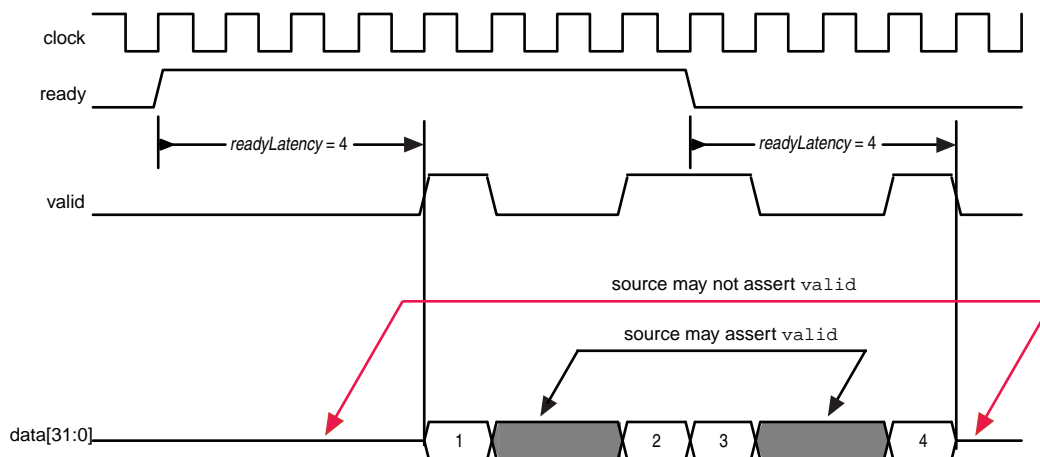 clock
ready
readyLatency = 4
readyLatency = 4
valid
source may not assert valid
source may assert valid
data[31:0]
1
2
3
4